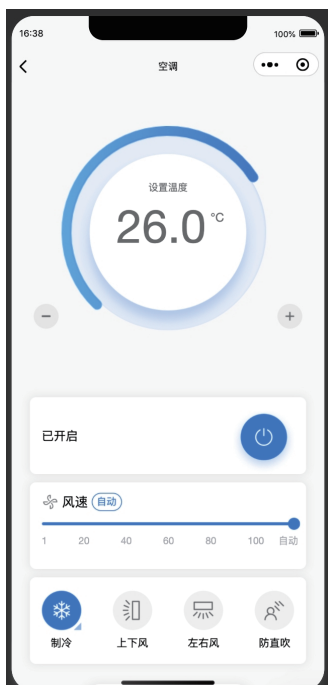 16:38
100%
空调
设置温度
26.0 °C
已开启
风速 自动
1 20 40 60 80 100 自动
制冷 上下风 左右风 防直吹